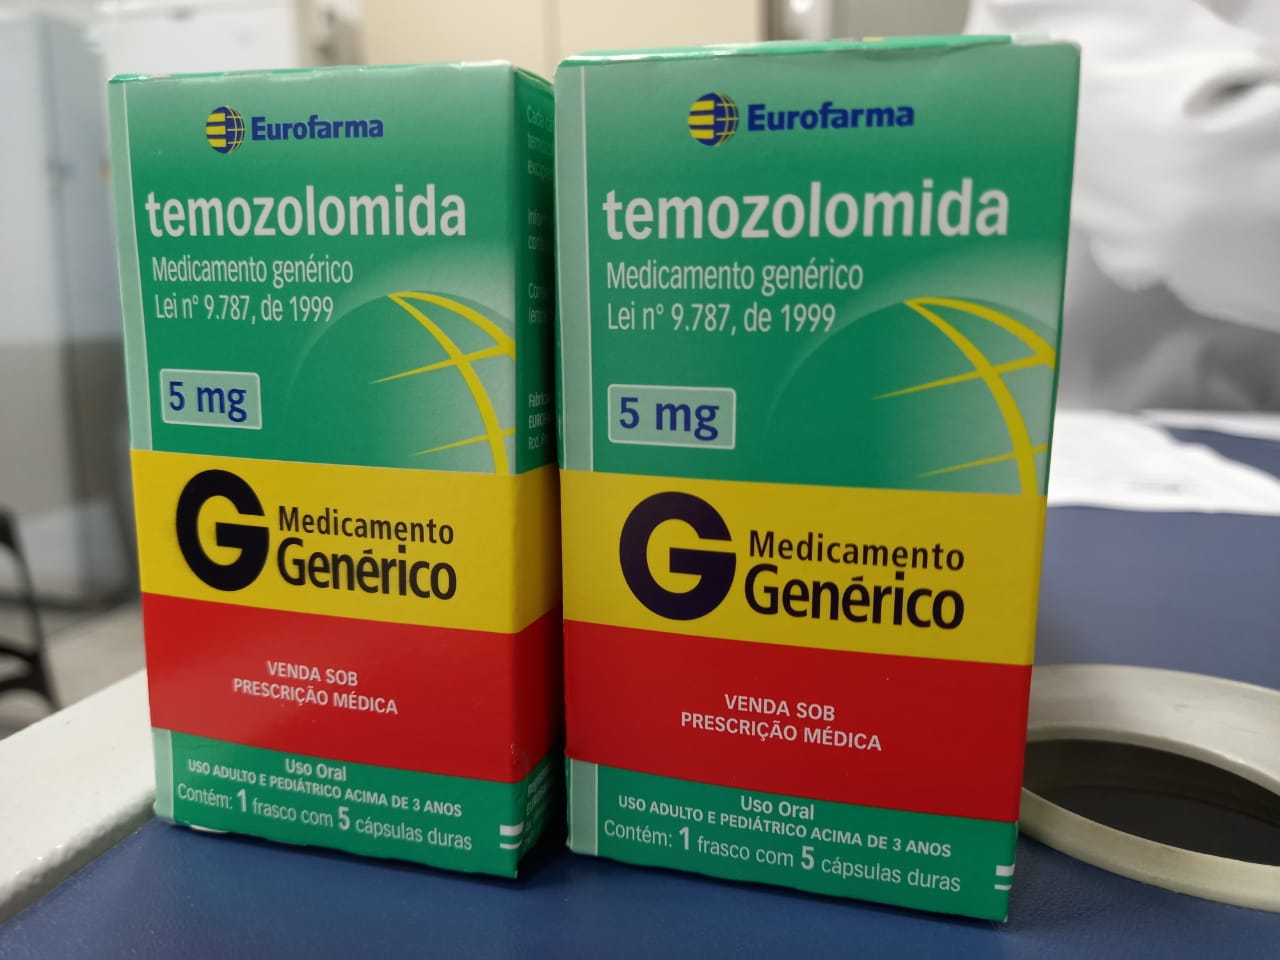 Eurofarma
temozolomida
Medicamento genérico
Lei nº 9.787, de 1999
5 mg
G Medicamento
Genérico
VENDA SOB
PRESCRIÇÃO MÉDICA
Uso Oral
USO ADULTO E PEDIÁTRICO ACIMA DE 3 ANOS
Contém: 1 frasco com 5 cápsulas duras
Cada
Eurofarma
temozolomida
Medicamento genérico
Lei nº 9.787, de 1999
5 mg
G Medicamento
Genérico
VENDA SOB
PRESCRIÇÃO MÉDICA
Uso Oral
USO ADULTO E PEDIÁTRICO ACIMA DE 3 ANOS
Contém: 1 frasco com 5 cápsulas duras